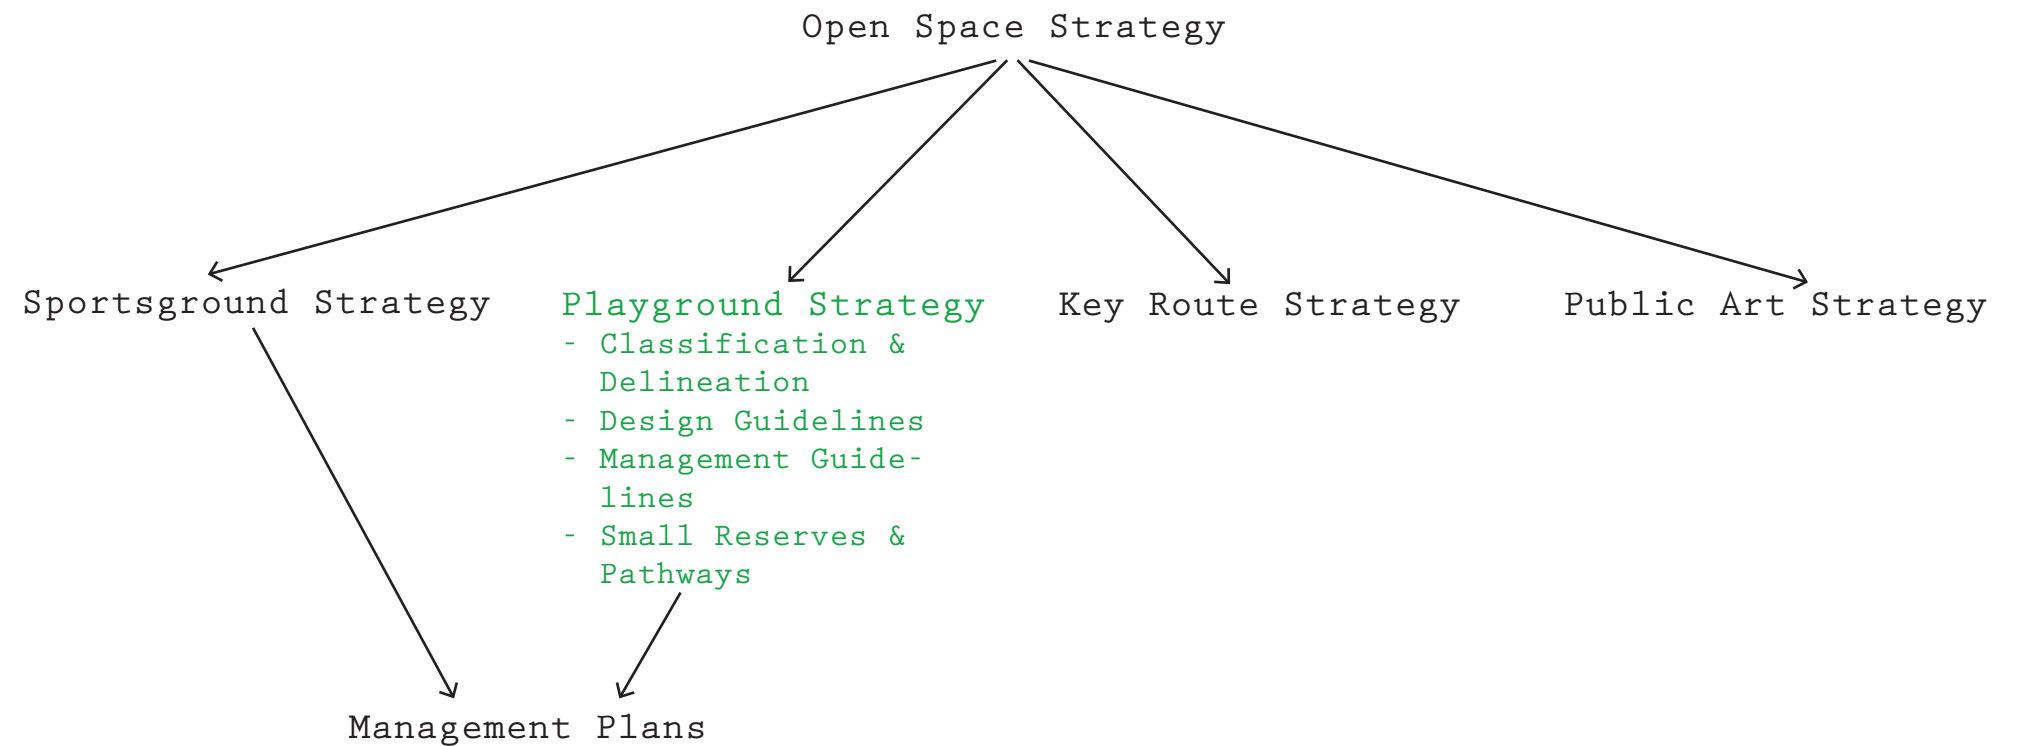 Open Space Strategy
Sportsground Strategy
Playground Strategy
- Classification &
Delineation
- Design Guidelines
- Management Guide-
lines
- Small Reserves &
Pathways
Key Route Strategy
Public Art Strategy
Management Plans